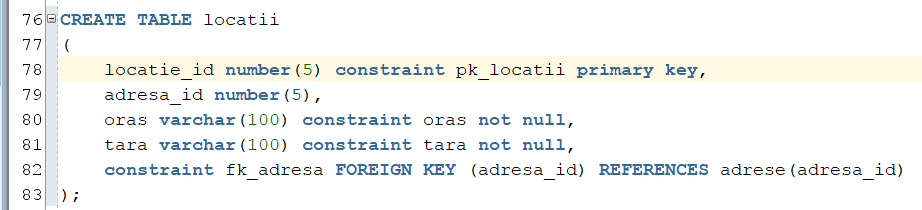 76 CREATE TABLE locatii
77 (
78 locatie_id number(5) constraint pk_locatii primary key,
79 adresa_id number(5),
80 oras varchar(100) constraint oras not null,
81 tara varchar(100) constraint tara not null,
82 constraint fk_adresa FOREIGN KEY (adresa_id) REFERENCES adrese(adresa_id)
83 );